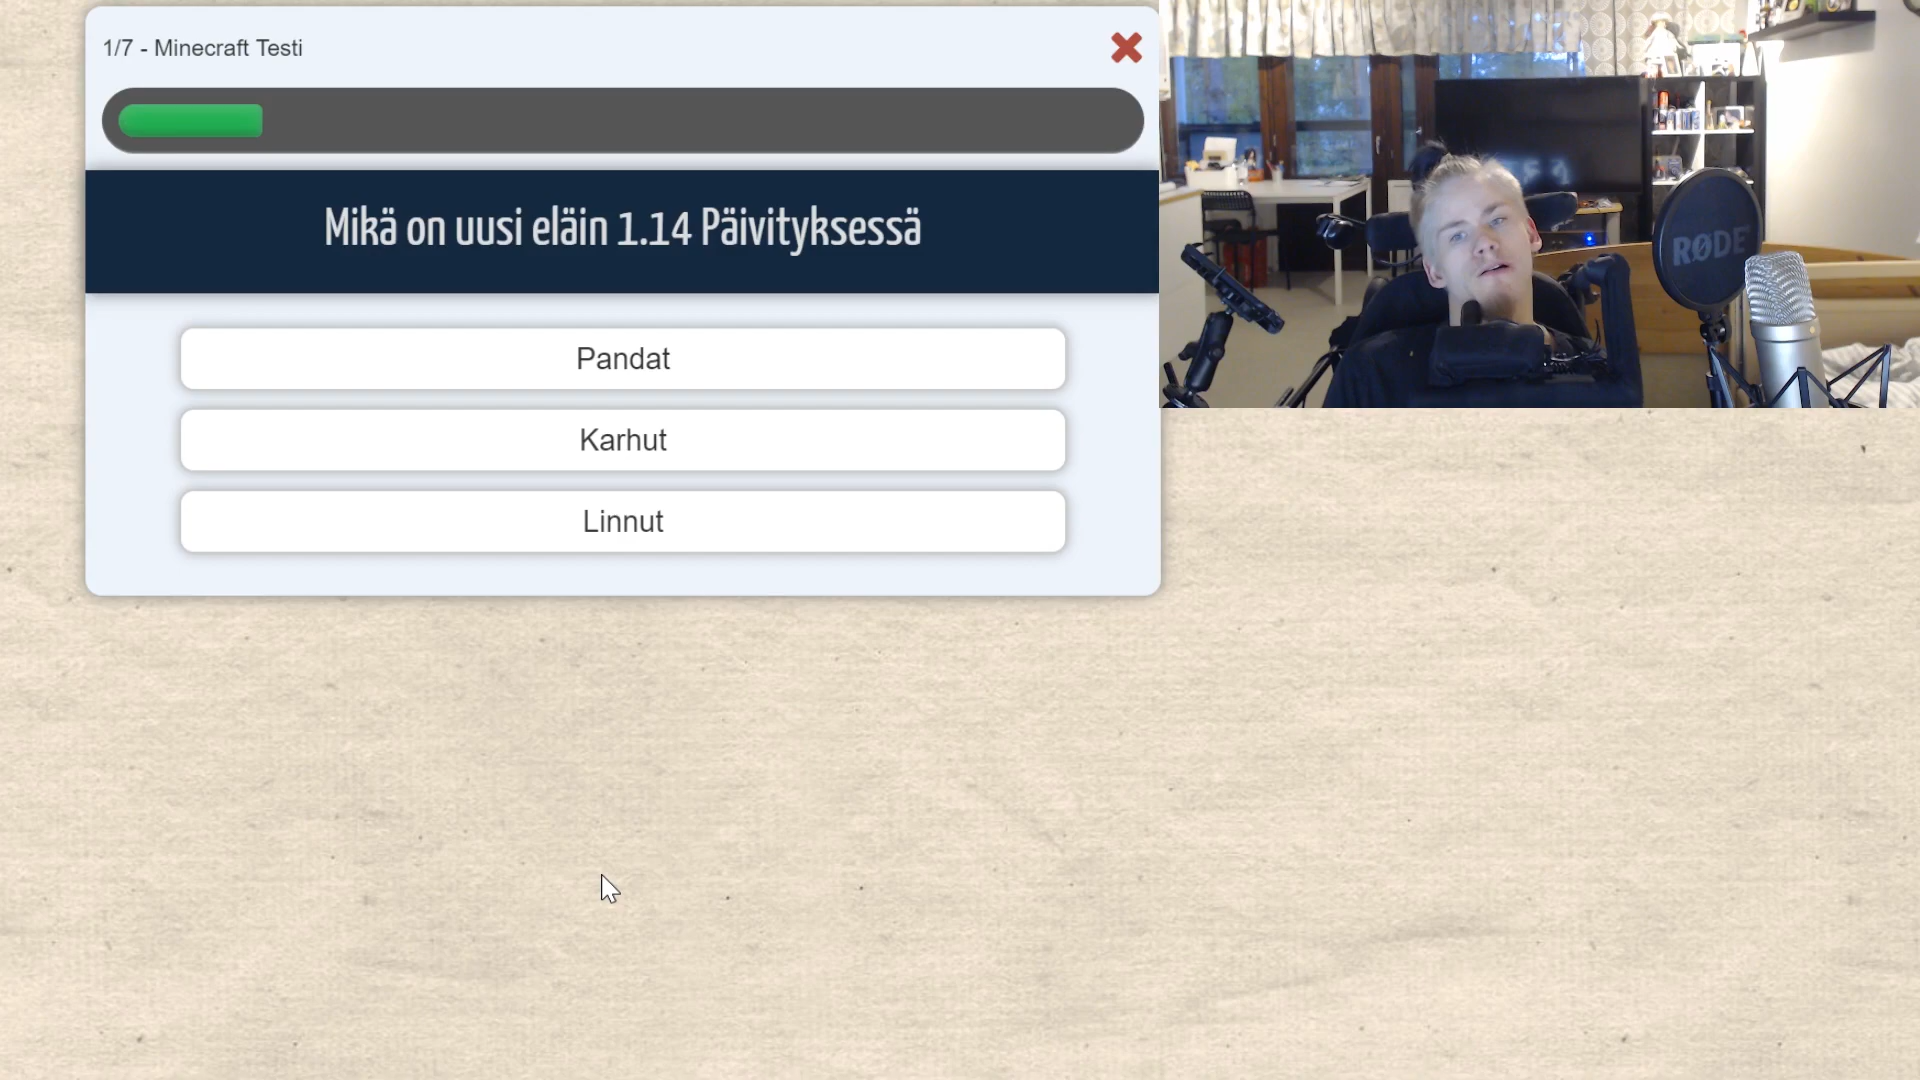 1/7 - Minecraft Testi
Mikä on uusi eläin 1.14 Päivityksessä
Pandat
Karhut
Linnut
RØDE